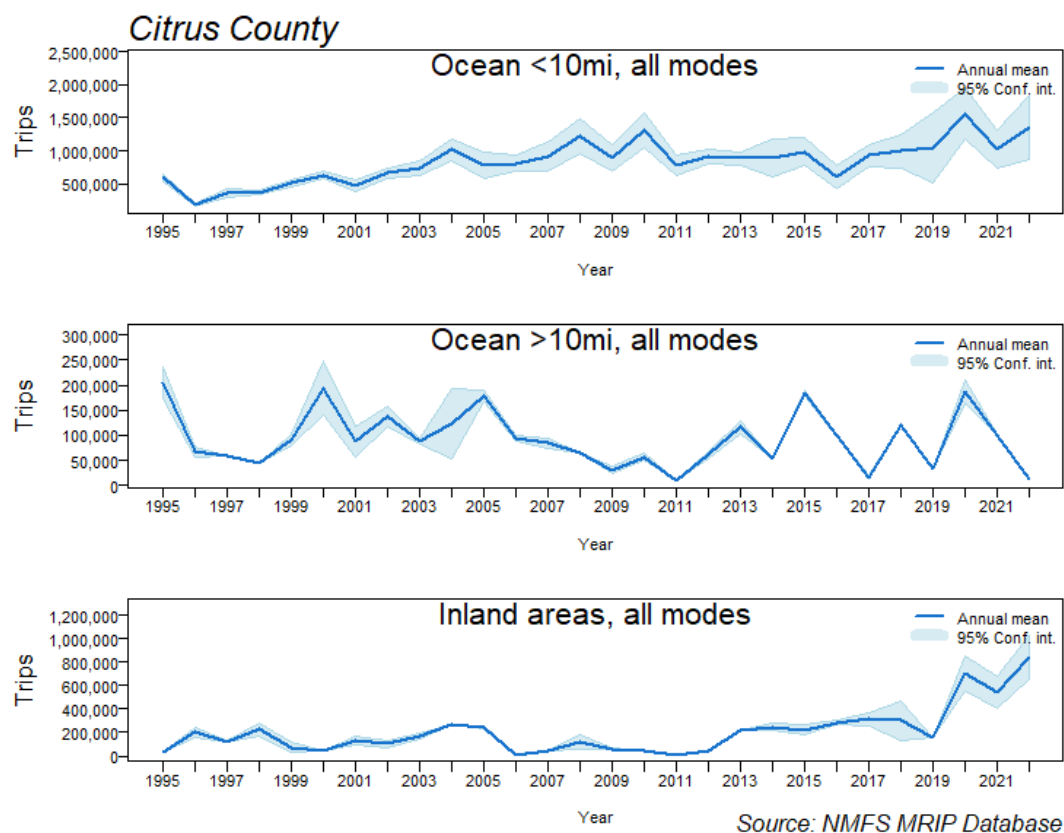 Citrus County
Ocean <10mi, all modes
Annual mean
95% Conf. int.
Trips
2,500,000
2,000,000
1,500,000
1,000,000
500,000
1995 1997 1999 2001 2003 2005 2007 2009 2011 2013 2015 2017 2019 2021
Year
Ocean >10mi, all modes
Annual mean
95% Conf. int.
Trips
300,000
250,000
200,000
150,000
100,000
50,000
0
1995 1997 1999 2001 2003 2005 2007 2009 2011 2013 2015 2017 2019 2021
Year
Inland areas, all modes
Annual mean
95% Conf. int.
Trips
1,200,000
1,000,000
800,000
600,000
400,000
200,000
0
1995 1997 1999 2001 2003 2005 2007 2009 2011 2013 2015 2017 2019 2021
Year
Source: NMFS MRIP Database